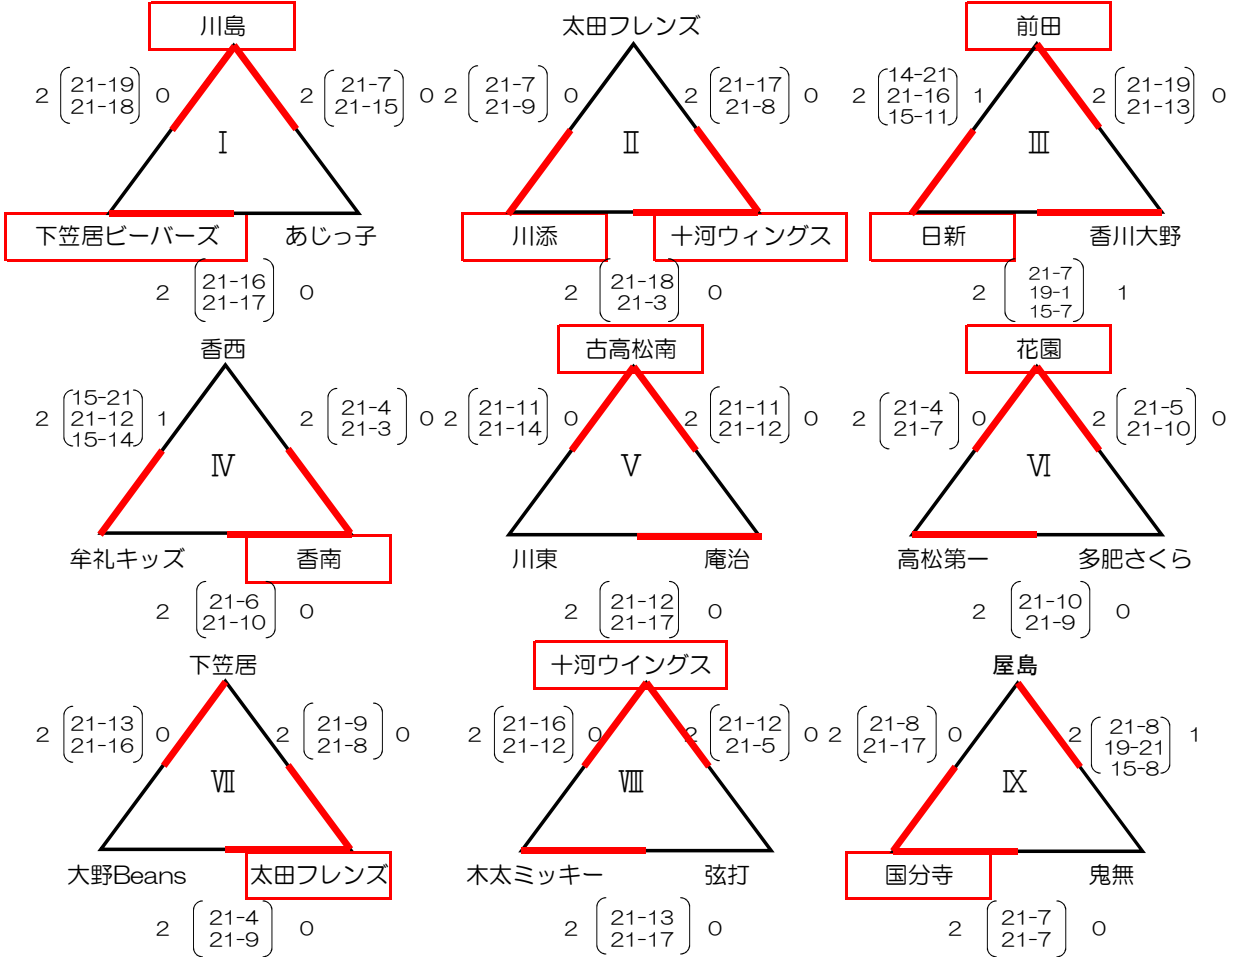 川島
2 21-19 0
21-18
2 21-7 0
21-15
Ⅰ
下笠居ビーバーズ
あじっ子
2 21-16 0
21-17
太田フレンズ
2 21-7 0
21-9
2 21-17 0
21-8
Ⅱ
川添
十河ウィングス
2 21-18 0
21-3
前田
14-21
2 21-16 1
15-11
2 21-19 0
21-13
Ⅲ
日新
香川大野
21-7
2 19-1 1
15-7
香西
15-21
2 21-12 1
15-14
2 21-4 0
21-3
Ⅳ
牟礼キッズ
香南
2 21-6 0
21-10
古高松南
2 21-11 0
21-14
2 21-11 0
21-12
Ⅴ
川東
庵治
2 21-12 0
21-17
花園
2 21-4 0
21-7
2 21-5 0
21-10
Ⅵ
高松第一
多肥さくら
2 21-10 0
21-9
下笠居
2 21-13 0
21-16
2 21-9 0
21-8
Ⅶ
大野Beans
太田フレンズ
2 21-4 0
21-9
十河ウイングス
2 21-16 0
21-12
2 21-12 0
21-5
Ⅷ
木太ミッキー
弦打
2 21-13 0
21-17
屋島
2 21-8 0
21-17
2 21-8 1
19-21
15-8
Ⅸ
国分寺
鬼無
2 21-7 0
21-7